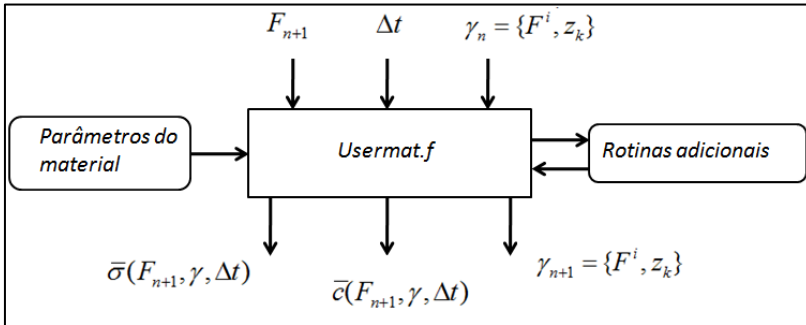 F_{n+1} Δt γ_n = {F^i, z_k}
Parâmetros do
material
Usermat.f
Rotinas adicionais
σ̅(F_{n+1}, γ, Δt)
c̅(F_{n+1}, γ, Δt)
γ_{n+1} = {F^i, z_k}